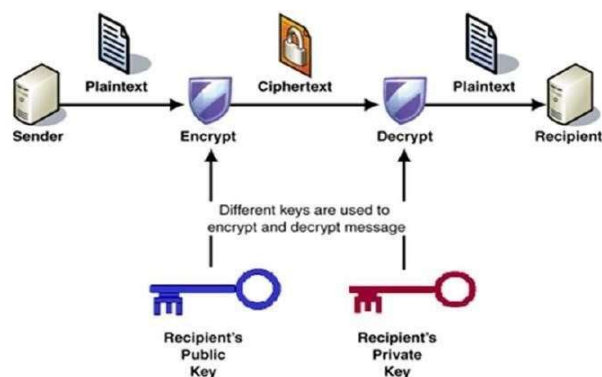 Plaintext
Ciphertext
Plaintext
Sender
Encrypt
Decrypt
Recipient
Different keys are used to
encrypt and decrypt message
Recipient's
Public
Key
Recipient's
Private
Key